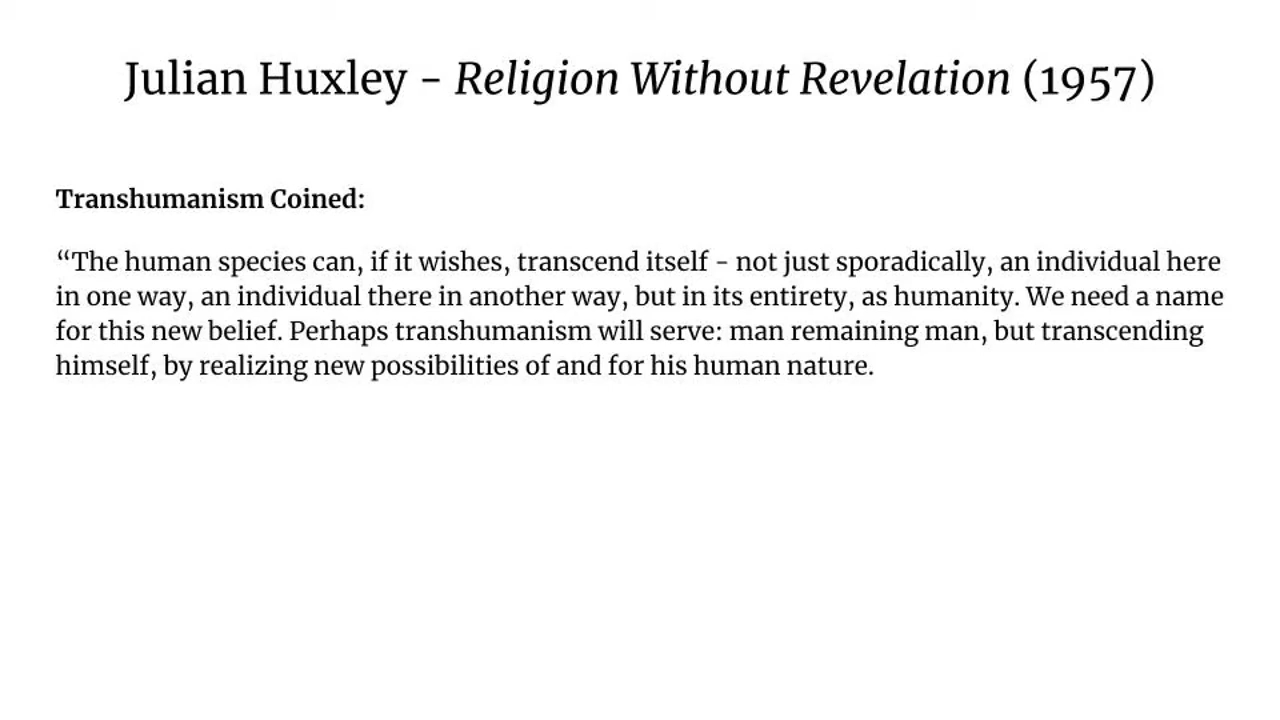 Julian Huxley - Religion Without Revelation (1957)
Transhumanism Coined:
“The human species can, if it wishes, transcend itself - not just sporadically, an individual here
in one way, an individual there in another way, but in its entirety, as humanity. We need a name
for this new belief. Perhaps transhumanism will serve: man remaining man, but transcending
himself, by realizing new possibilities of and for his human nature.